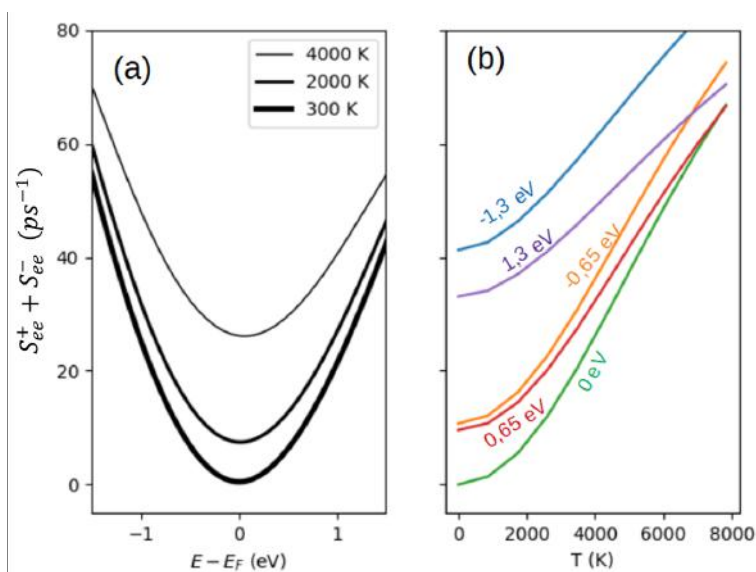 (a)
4000 K
2000 K
300 K
80
60
40
20
0
S⁺ₑₑ + S⁻ₑₑ (ps⁻¹)
−1
0
1
E − E_F (eV)
(b)
-1,3 eV
1,3 eV
-0,65 eV
0,65 eV
0 eV
0
2000
4000
6000
8000
T (K)